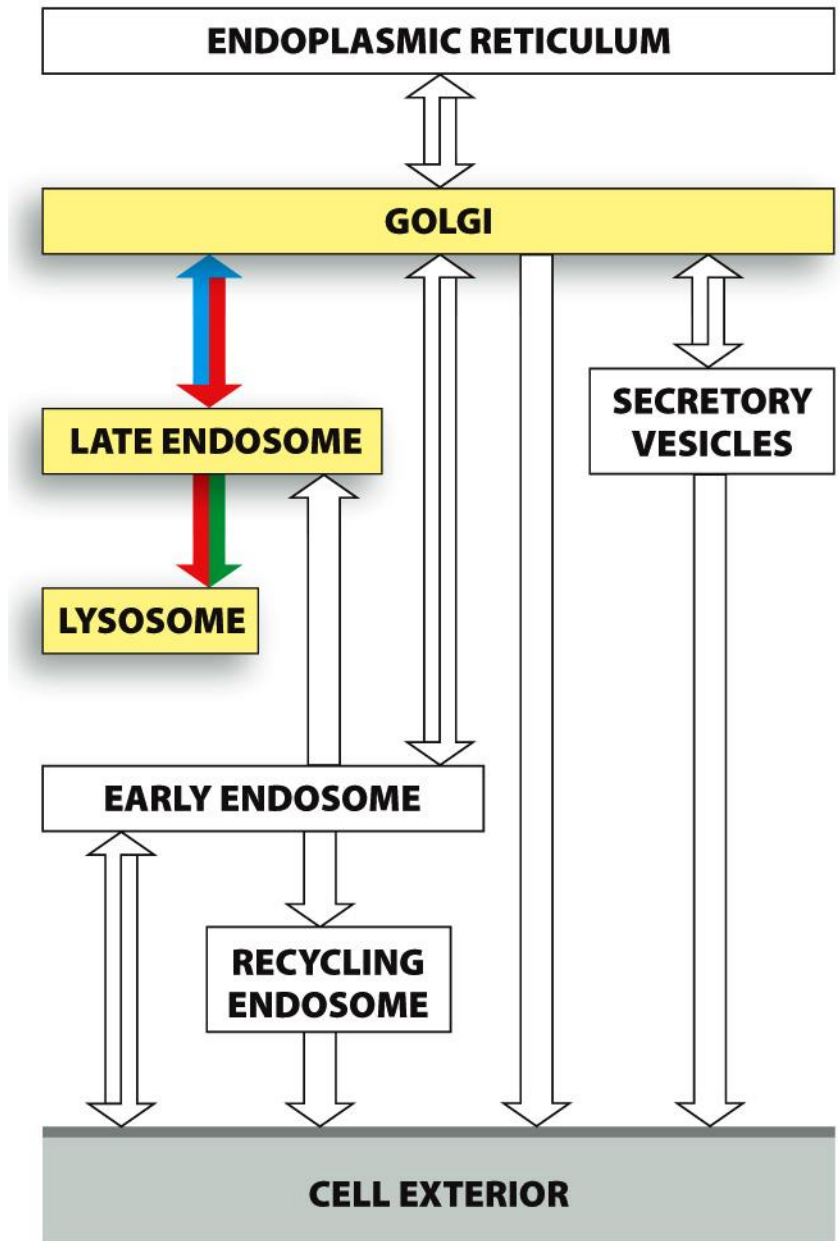 ENDOPLASMIC RETICULUM
GOLGI
LATE ENDOSOME
SECRETORY
VESICLES
LYSOSOME
EARLY ENDOSOME
RECYCLING
ENDOSOME
CELL EXTERIOR